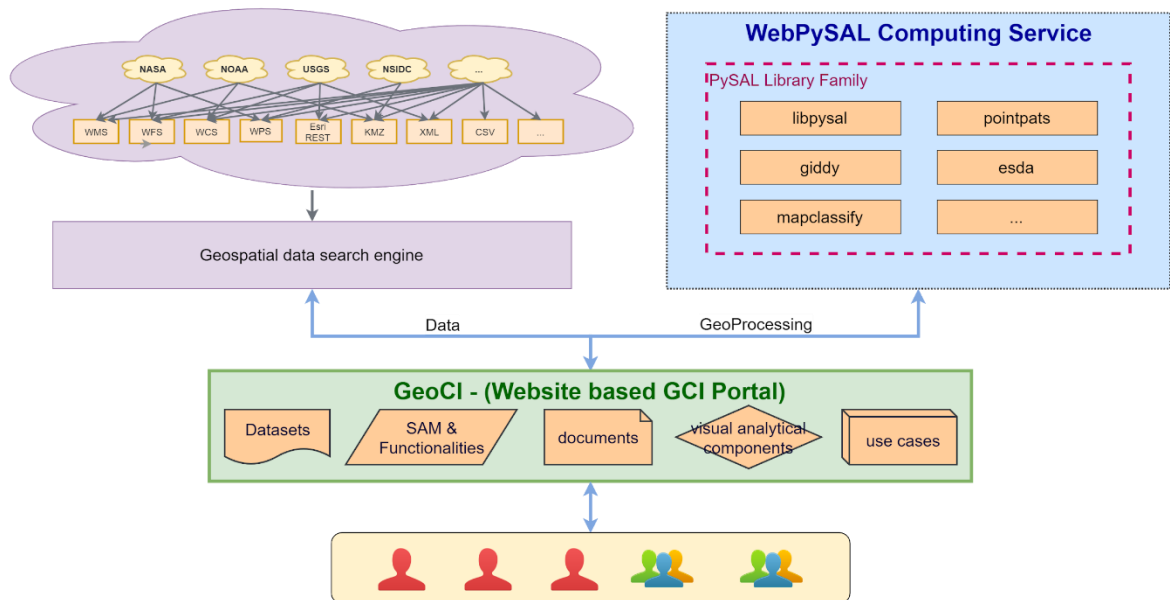 NASA
NOAA
USGS
NSIDC
...
WMS
WFS
WCS
WPS
Esri
REST
KMZ
XML
CSV
...
Geospatial data search engine
WebPySAL Computing Service
PySAL Library Family
libpysal
pointpats
giddy
esda
mapclassify
...
Data
GeoProcessing
GeoCI - (Website based GCI Portal)
Datasets
SAM &
Functionalities
documents
visual analytical
components
use cases